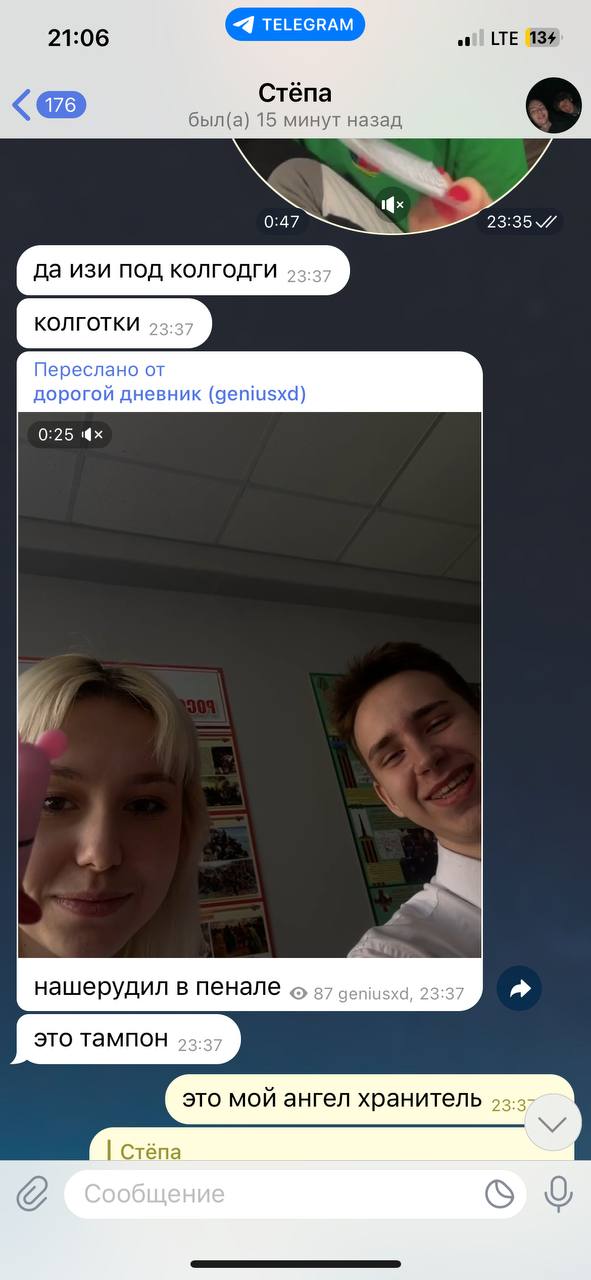 21:06
TELEGRAM
LTE
13
176
Стёпа
был(а) 15 минут назад
0:47
23:35
да изи под колгодги 23:37
колготки 23:37
Переслано от
дорогой дневник (geniusxd)
0:25
РОСС
нашерудил в пенале 87 geniusxd, 23:37
это тампон 23:37
это мой ангел хранитель 23:37
Стёпа
Сообщение